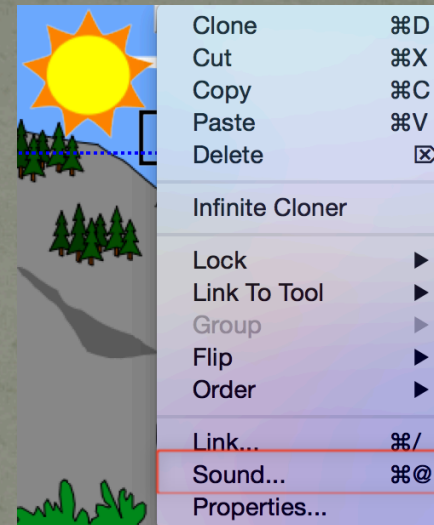 Clone ⌘D
Cut ⌘X
Copy ⌘C
Paste ⌘V
Delete ⌦
Infinite Cloner
Lock ▶
Link To Tool ▶
Group ▶
Flip ▶
Order ▶
Link... ⌘/
Sound... ⌘@
Properties...